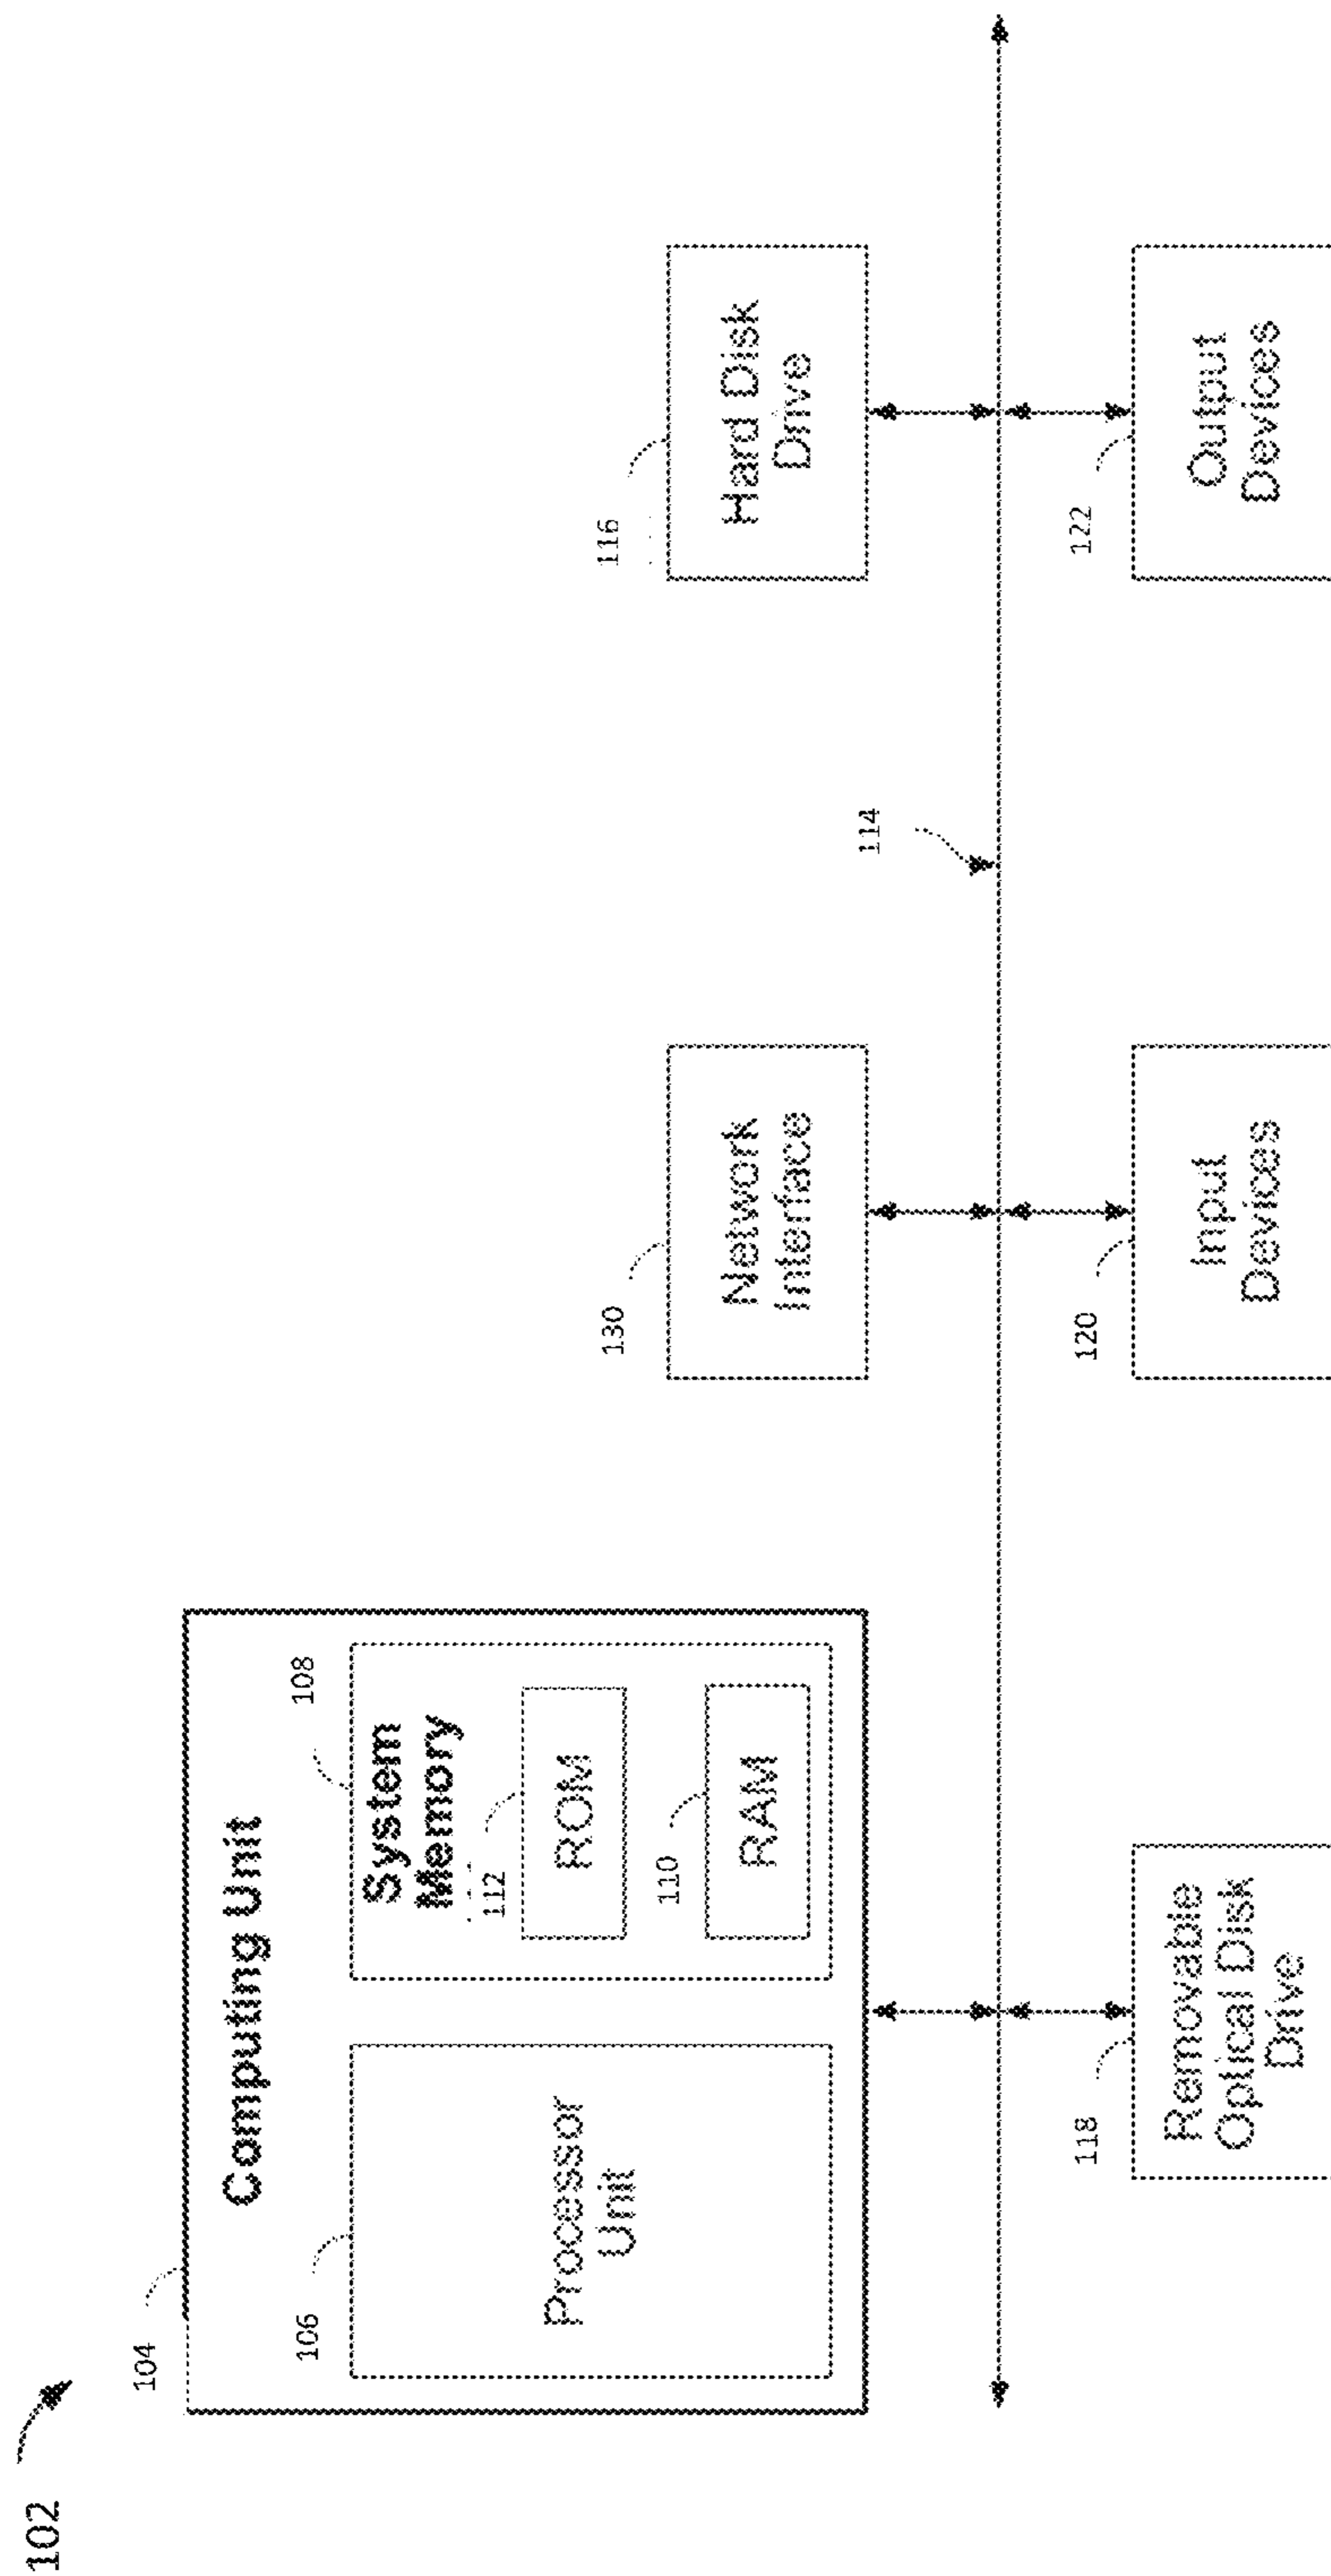 102
104
Computing Unit
106
Processor
Unit
108
System
Memory
112
ROM
110
RAM
130
Network
Interface
116
Hard Disk
Drive
114
118
Removable
Optical Disk
Drive
120
Input
Devices
122
Output
Devices